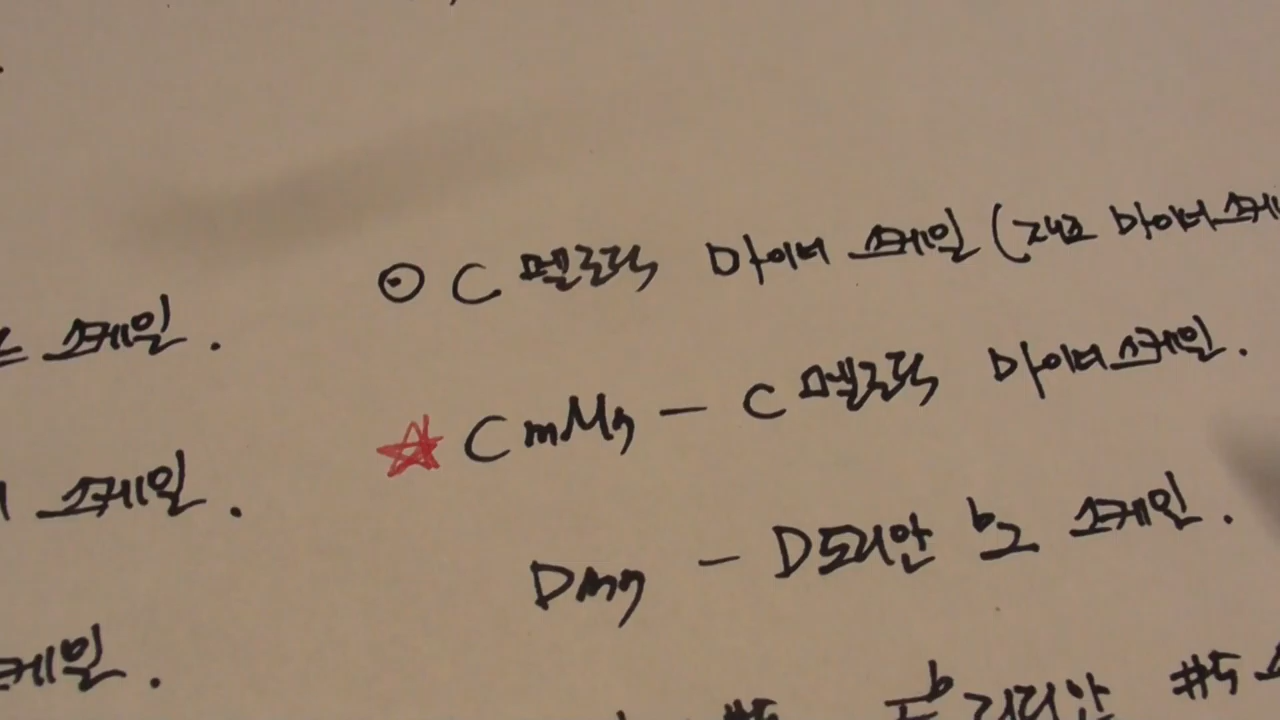 ⊙ C 멜로딕 마이너 스케일 (재즈 마이너 스케
스케일.
☆ CmM7 — C 멜로딕 마이너 스케일.
스케일.
Dm7 — D도리안 b2 스케일.
케일.
리디안 #5